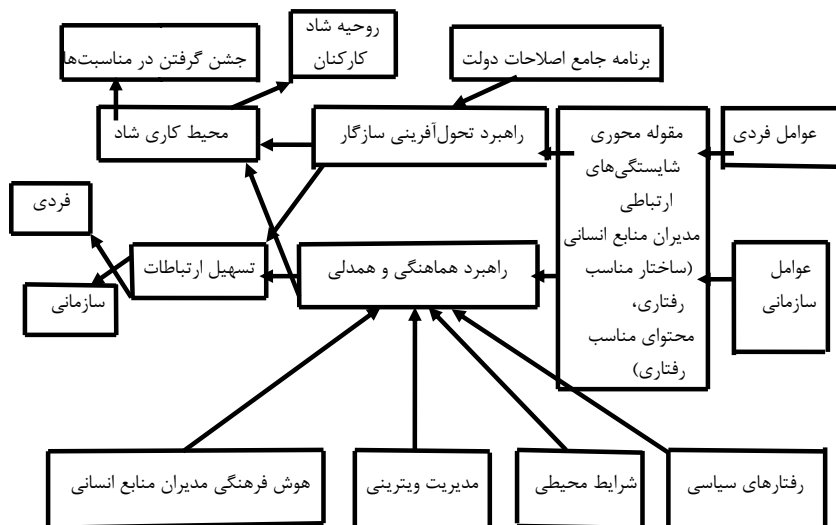 برنامه جامع اصلاحات دولت
روحیه شاد
کارکنان
جشن گرفتن در مناسبت‌ها
عوامل فردی
مقوله محوری
شایستگی‌های
ارتباطی
مدیران منابع انسانی
(ساختار مناسب
رفتاری،
محتوای مناسب
رفتاری)
راهبرد تحول‌آفرینی سازگار
محیط کاری شاد
عوامل
سازمانی
راهبرد هماهنگی و همدلی
تسهیل ارتباطات
فردی
سازمانی
رفتارهای سیاسی
شرایط محیطی
مدیریت ویترینی
هوش فرهنگی مدیران منابع انسانی